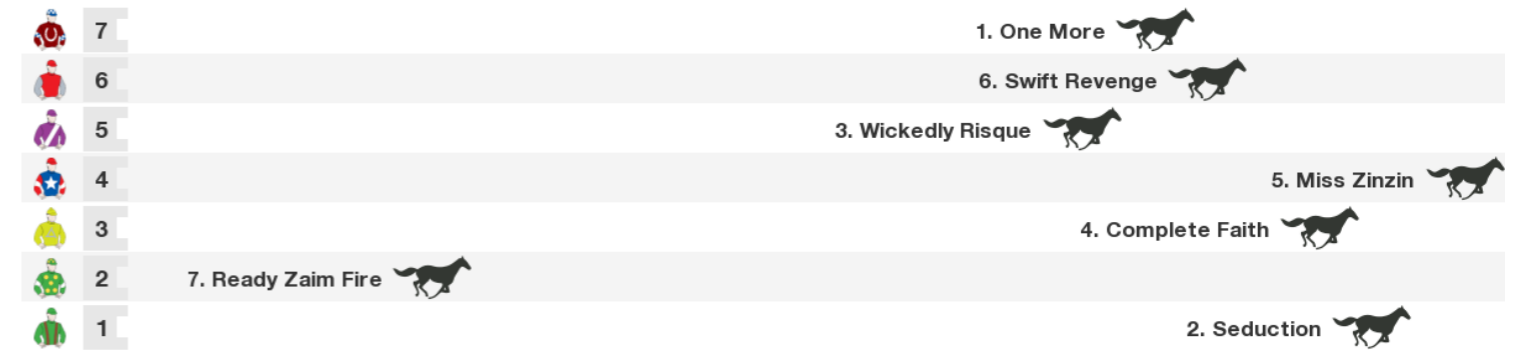 7 1. One More
6 6. Swift Revenge
5 3. Wickedly Risque
4 5. Miss Zinzin
3 4. Complete Faith
2 7. Ready Zaim Fire
1 2. Seduction